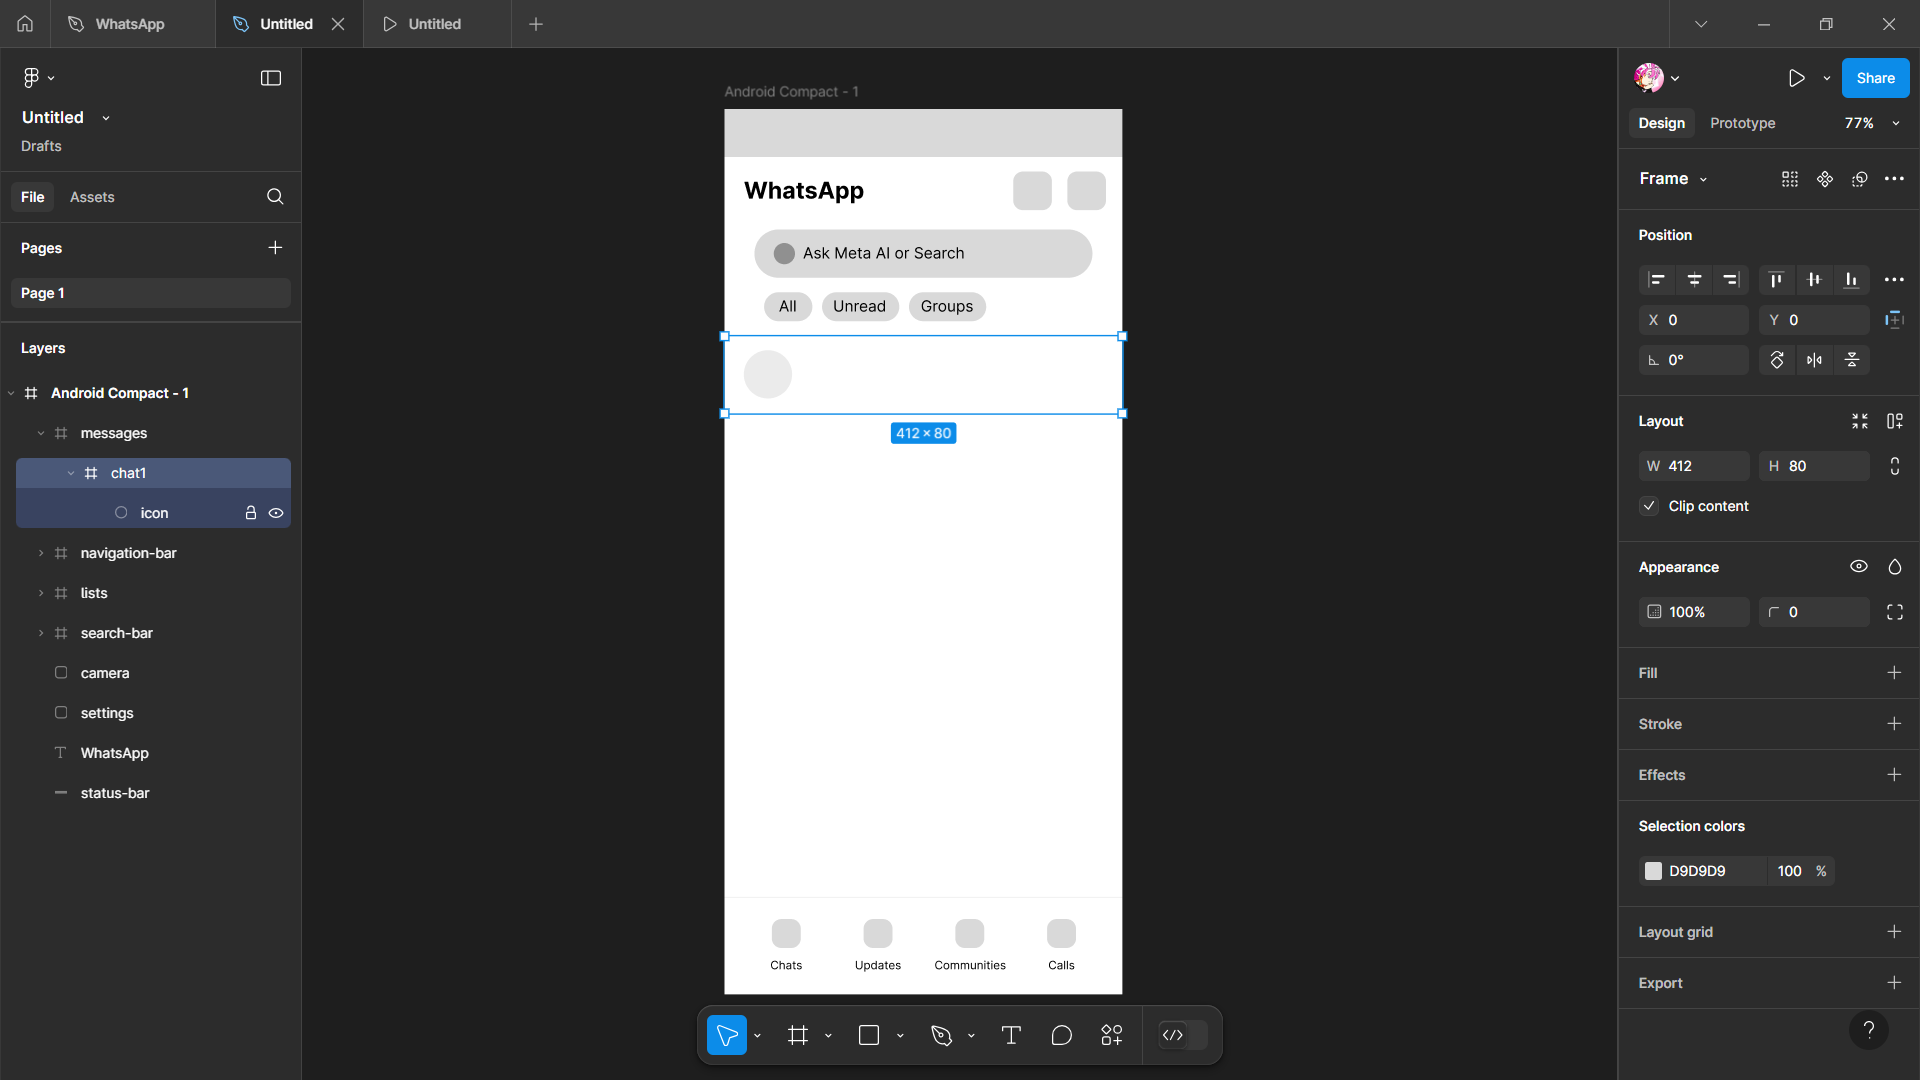 WhatsApp
Untitled
Untitled
Untitled
Drafts
File Assets
Pages
Page 1
Layers
Android Compact - 1
messages
chat1
icon
navigation-bar
lists
search-bar
camera
settings
WhatsApp
status-bar
Android Compact - 1
WhatsApp
Ask Meta AI or Search
All Unread Groups
412 × 80
Chats Updates Communities Calls
Share
Design Prototype 77%
Frame
Position
X 0 Y 0
0°
Layout
W 412 H 80
Clip content
Appearance
100% 0
Fill
Stroke
Effects
Selection colors
D9D9D9 100 %
Layout grid
Export
?